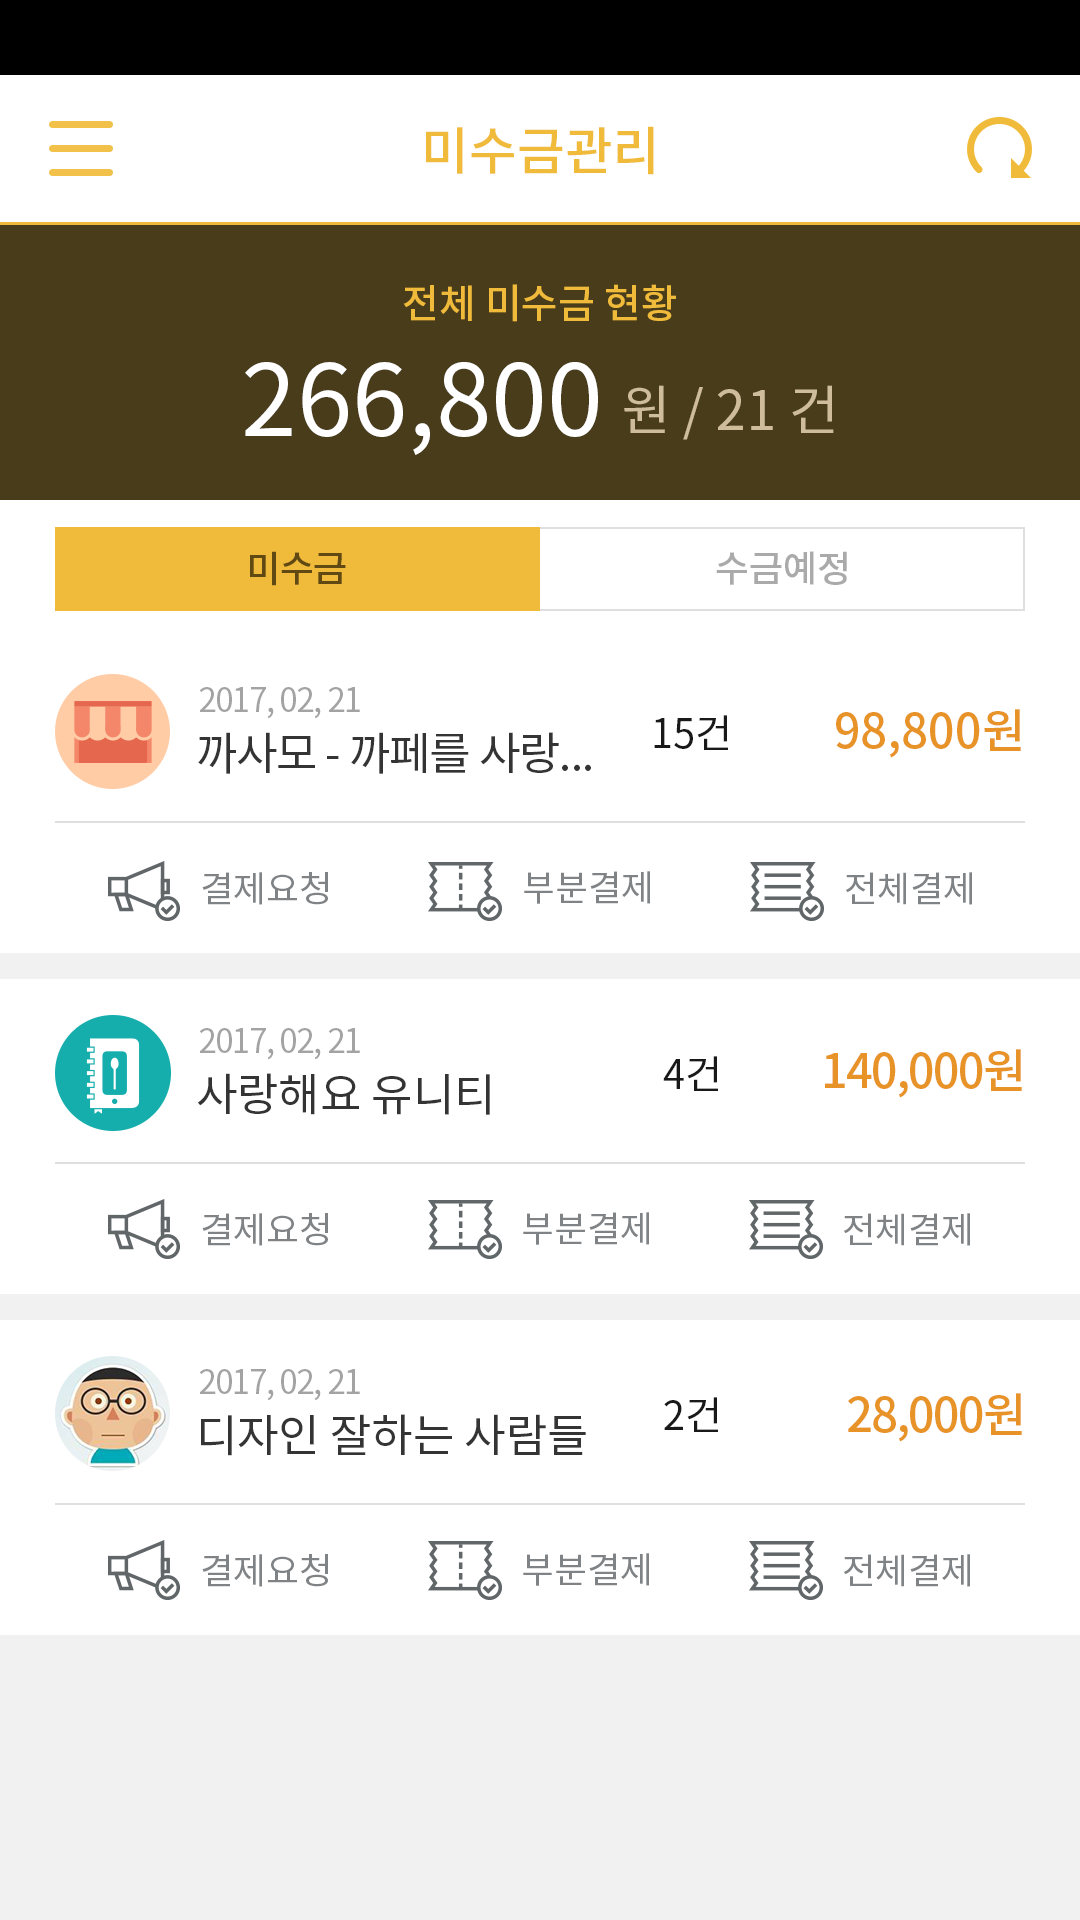 미수금관리
전체 미수금 현황
266,800 원 / 21 건
미수금 수금예정
2017, 02, 21
까사모 - 까페를 사랑... 15건 98,800원
결제요청 부분결제 전체결제
2017, 02, 21
사랑해요 유니티 4건 140,000원
결제요청 부분결제 전체결제
2017, 02, 21
디자인 잘하는 사람들 2건 28,000원
결제요청 부분결제 전체결제